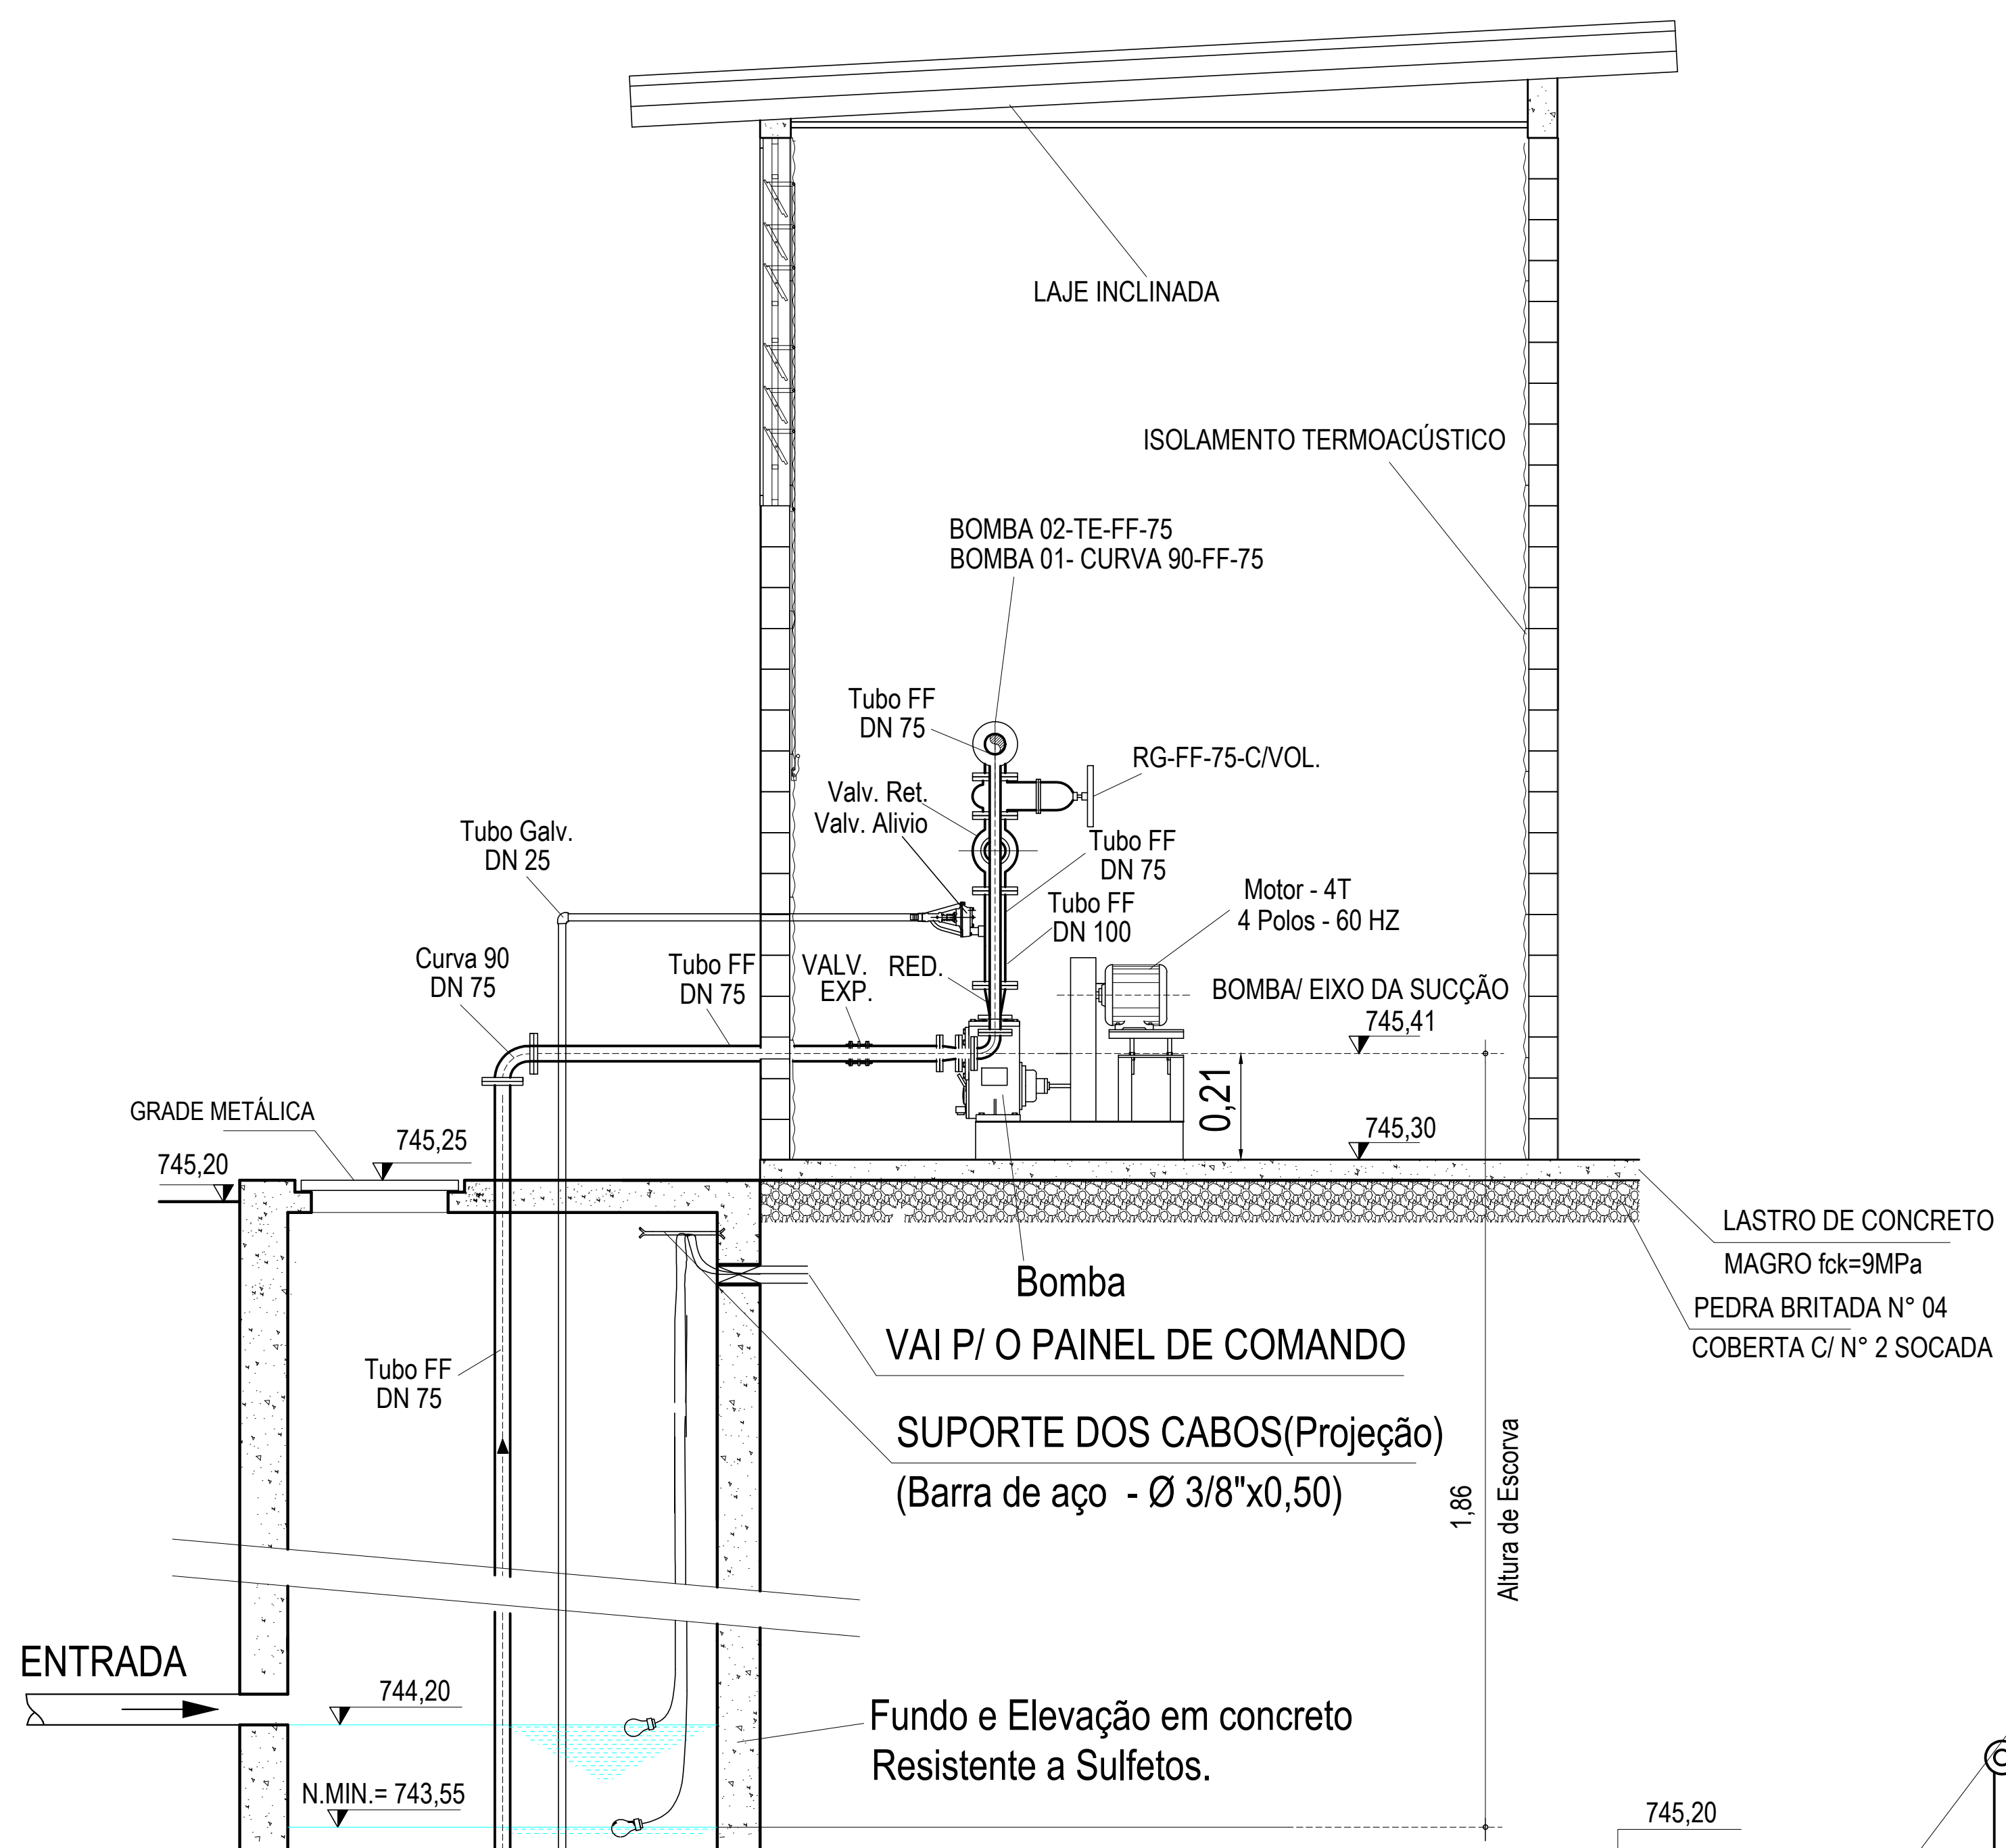 LAJE INCLINADA
ISOLAMENTO TERMOACÚSTICO
BOMBA 02-TE-FF-75
BOMBA 01- CURVA 90-FF-75
Tubo FF
DN 75
RG-FF-75-C/VOL.
Valv. Ret.
Valv. Alivio
Tubo Galv.
DN 25
Tubo FF
DN 75
Motor - 4T
4 Polos - 60 HZ
Tubo FF
DN 100
Curva 90
DN 75
Tubo FF
DN 75
VALV.
EXP.
RED.
BOMBA/ EIXO DA SUCÇÃO
745,41
0,21
GRADE METÁLICA
745,25
745,30
745,20
LASTRO DE CONCRETO
MAGRO fck=9MPa
PEDRA BRITADA N° 04
COBERTA C/ N° 2 SOCADA
Bomba
VAI P/ O PAINEL DE COMANDO
Tubo FF
DN 75
SUPORTE DOS CABOS(Projeção)
(Barra de aço - Ø 3/8"x0,50)
1,86
Altura de Escorva
ENTRADA
744,20
Fundo e Elevação em concreto
Resistente a Sulfetos.
N.MIN.= 743,55
745,20